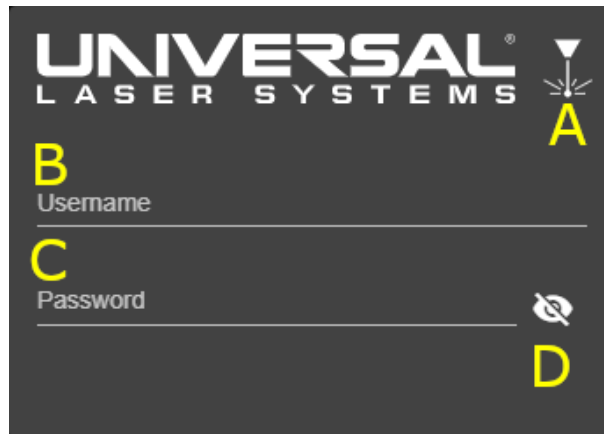 UNIVERSAL®
LASER SYSTEMS
A
B
Username
C
Password
D